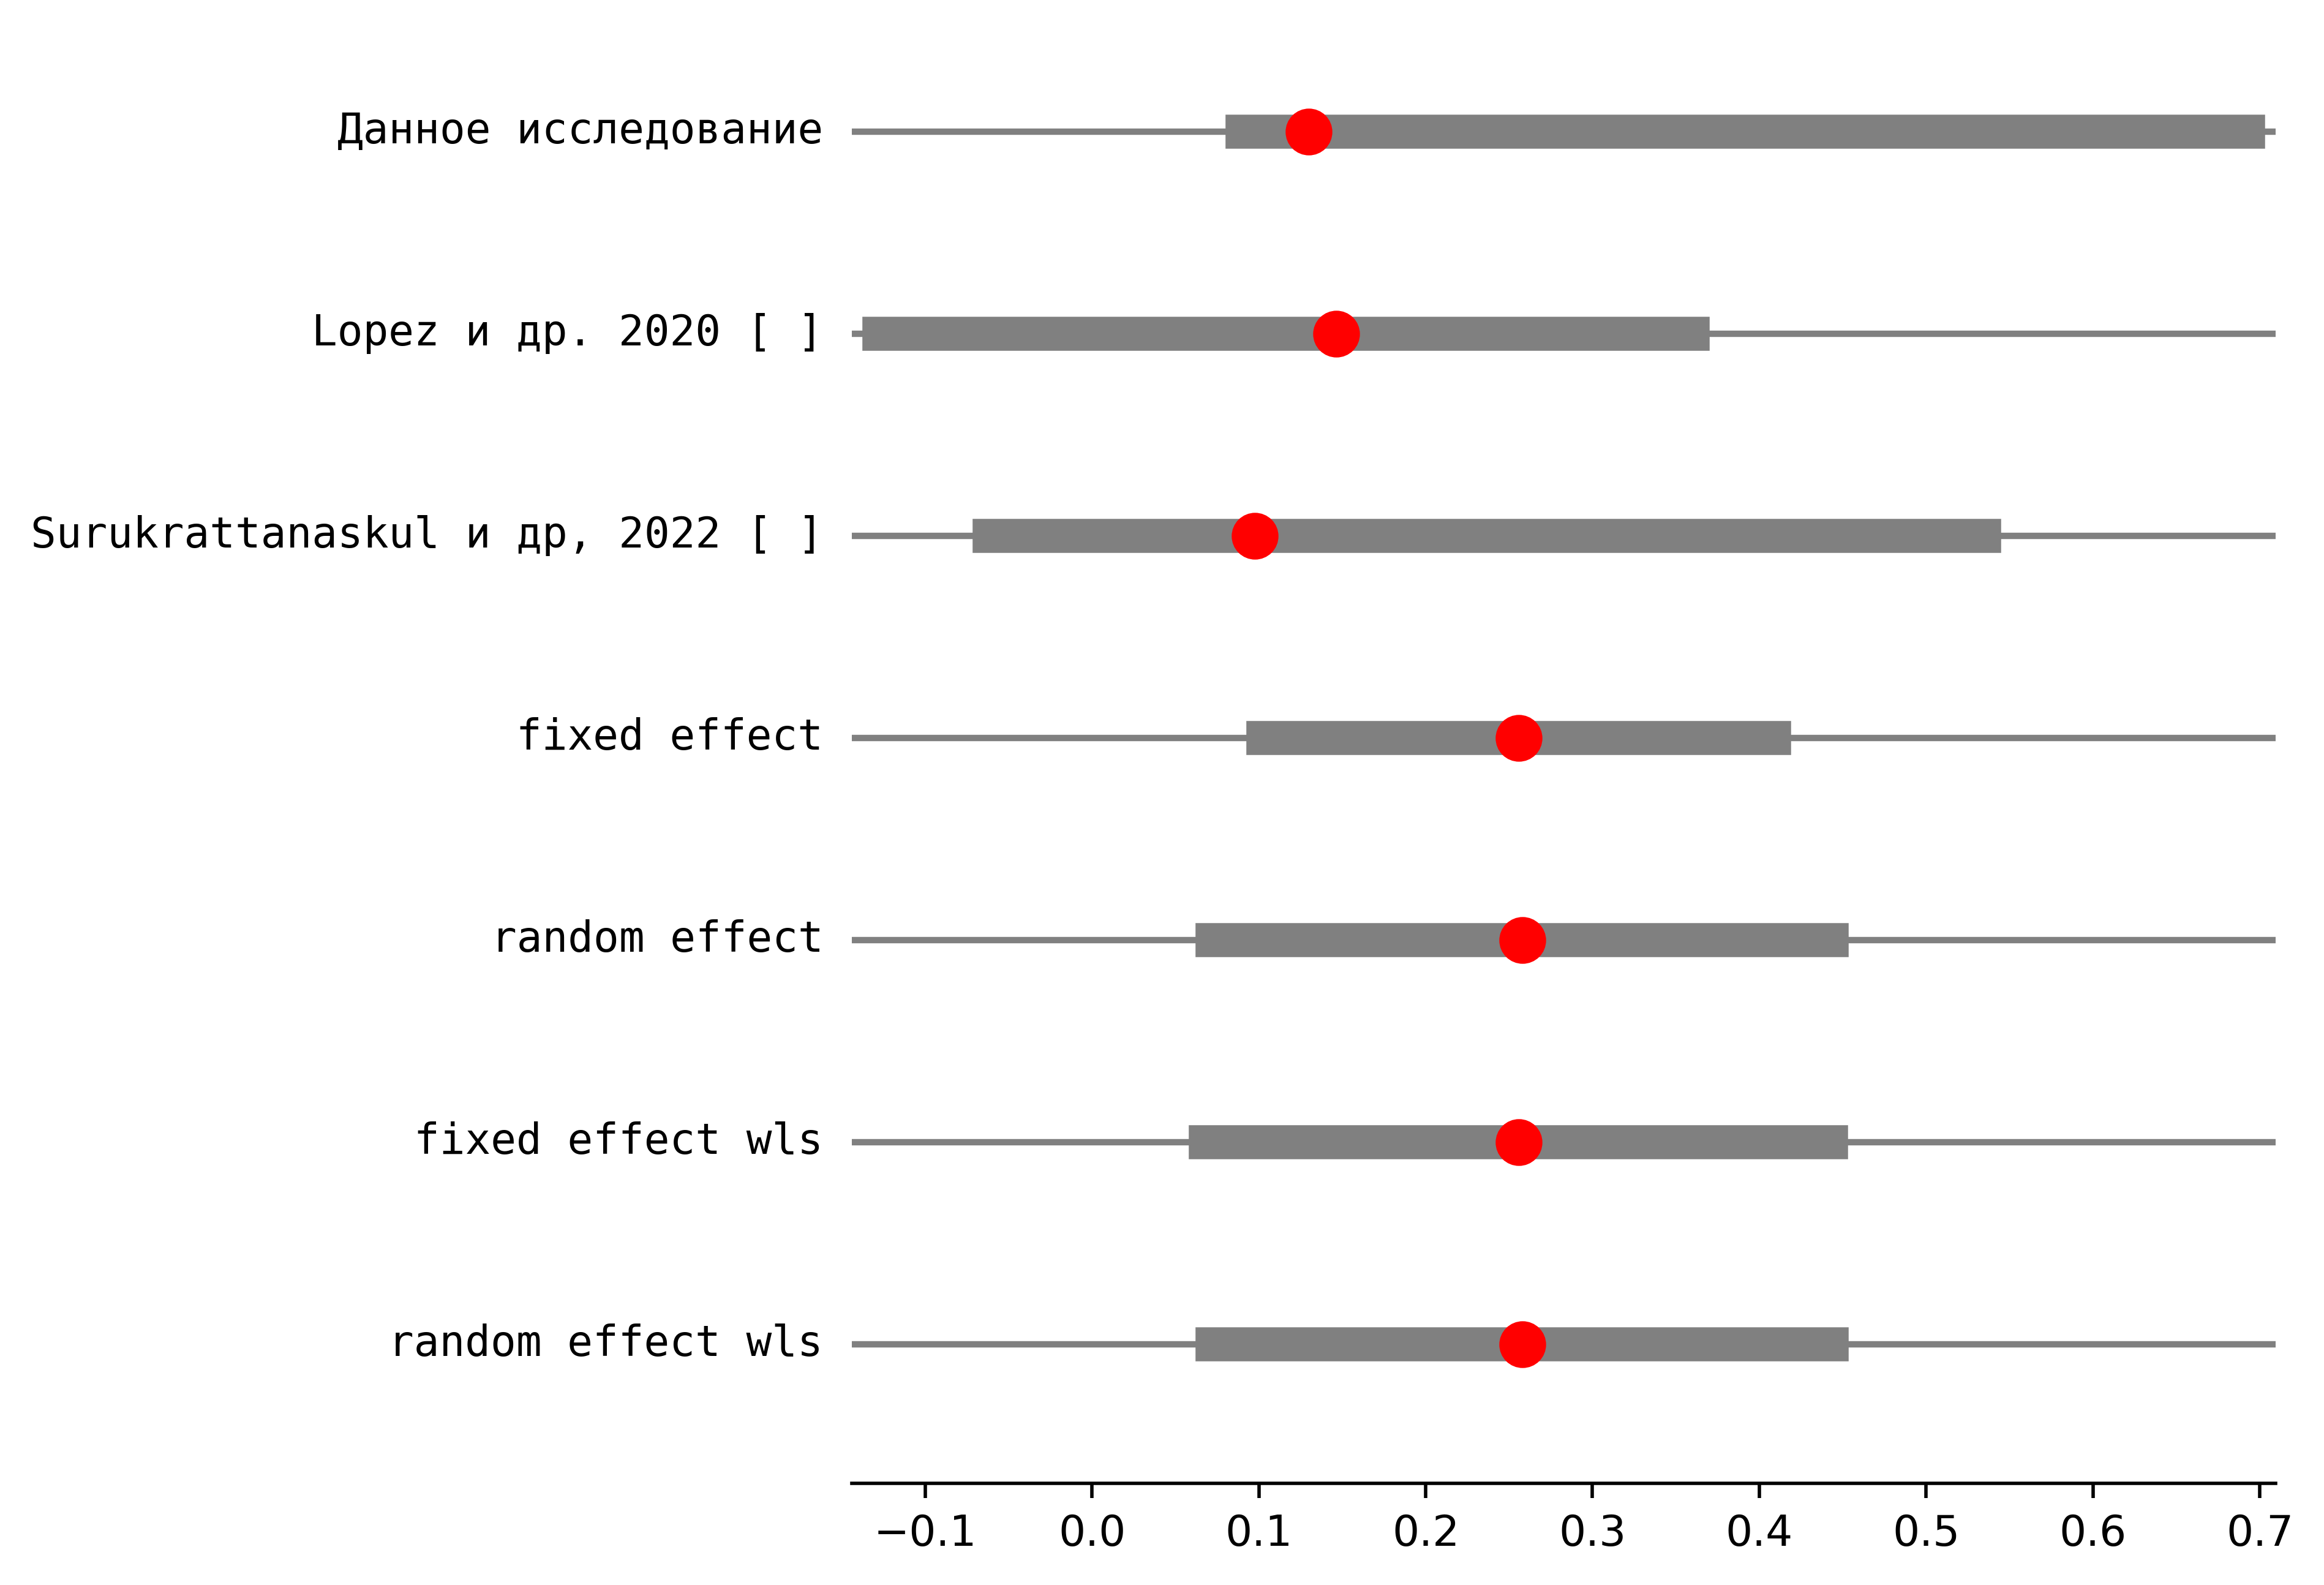 Данное исследование
Lopez и др. 2020 [ ]
Surukrattanaskul и др, 2022 [ ]
fixed effect
random effect
fixed effect wls
random effect wls
−0.1 0.0 0.1 0.2 0.3 0.4 0.5 0.6 0.7